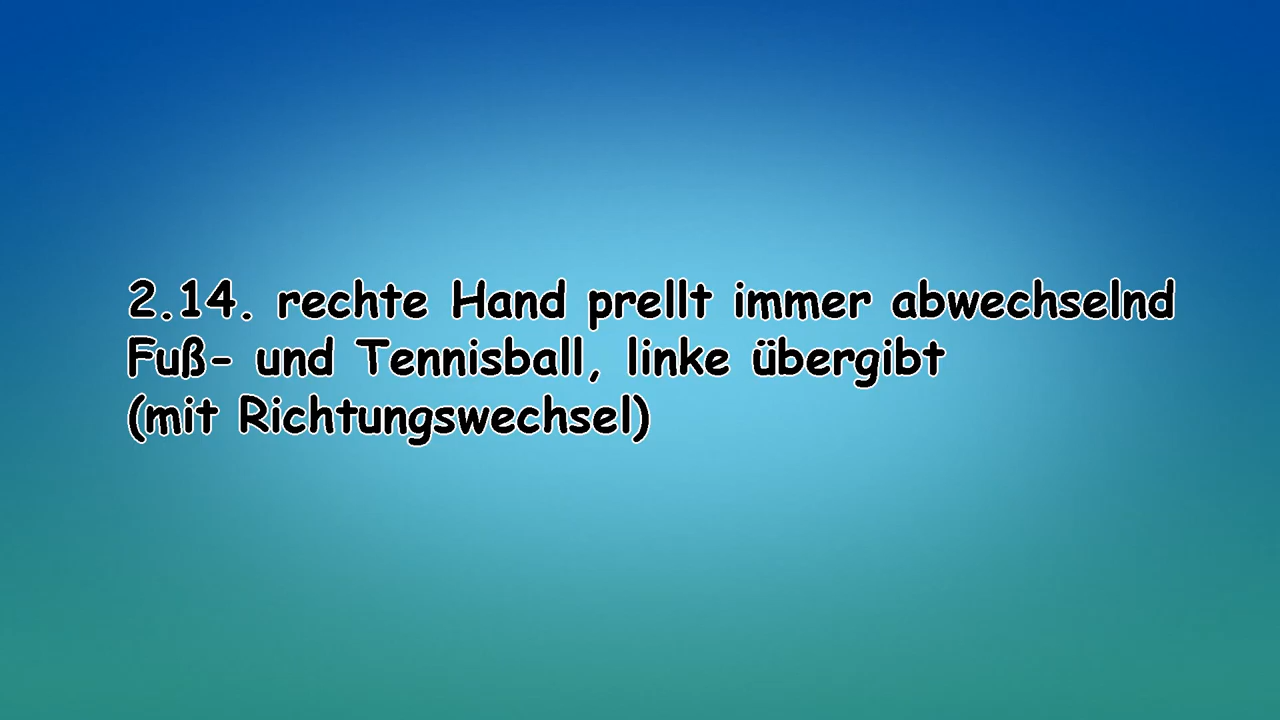 2.14. rechte Hand prellt immer abwechselnd
Fuß- und Tennisball, linke übergibt
(mit Richtungswechsel)